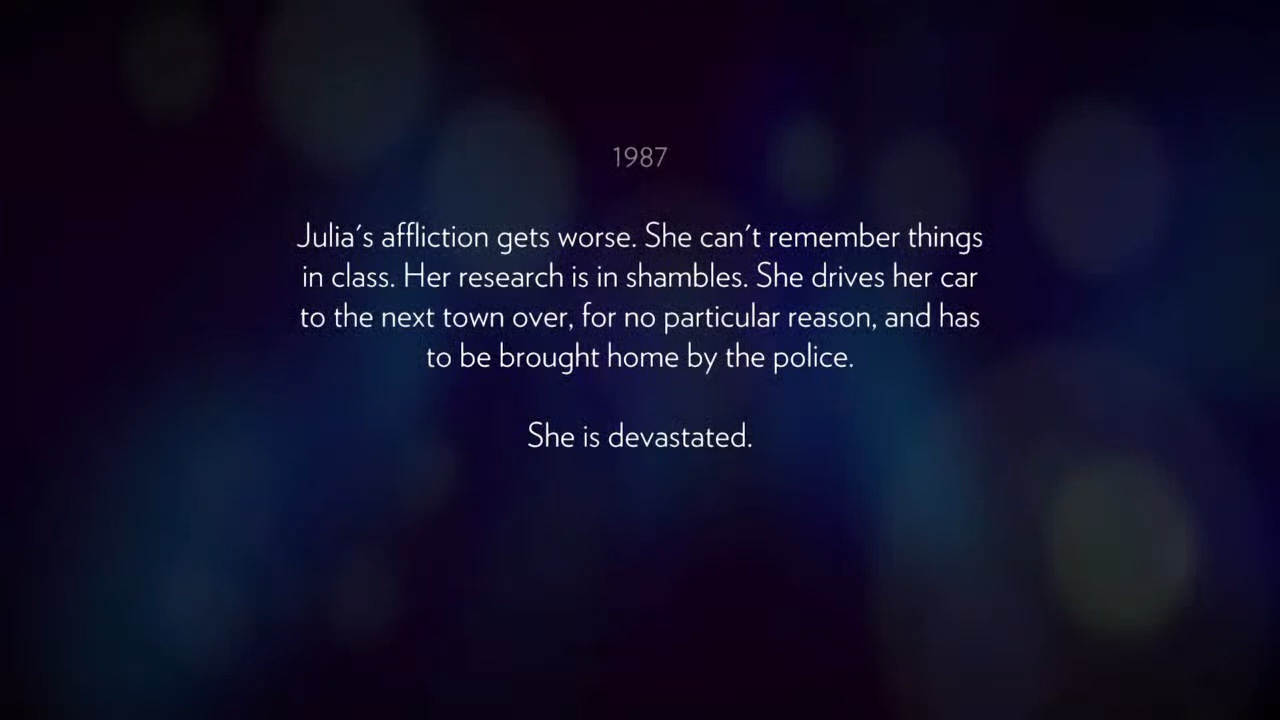 1987
Julia's affliction gets worse. She can't remember things
in class. Her research is in shambles. She drives her car
to the next town over, for no particular reason, and has
to be brought home by the police.
She is devastated.